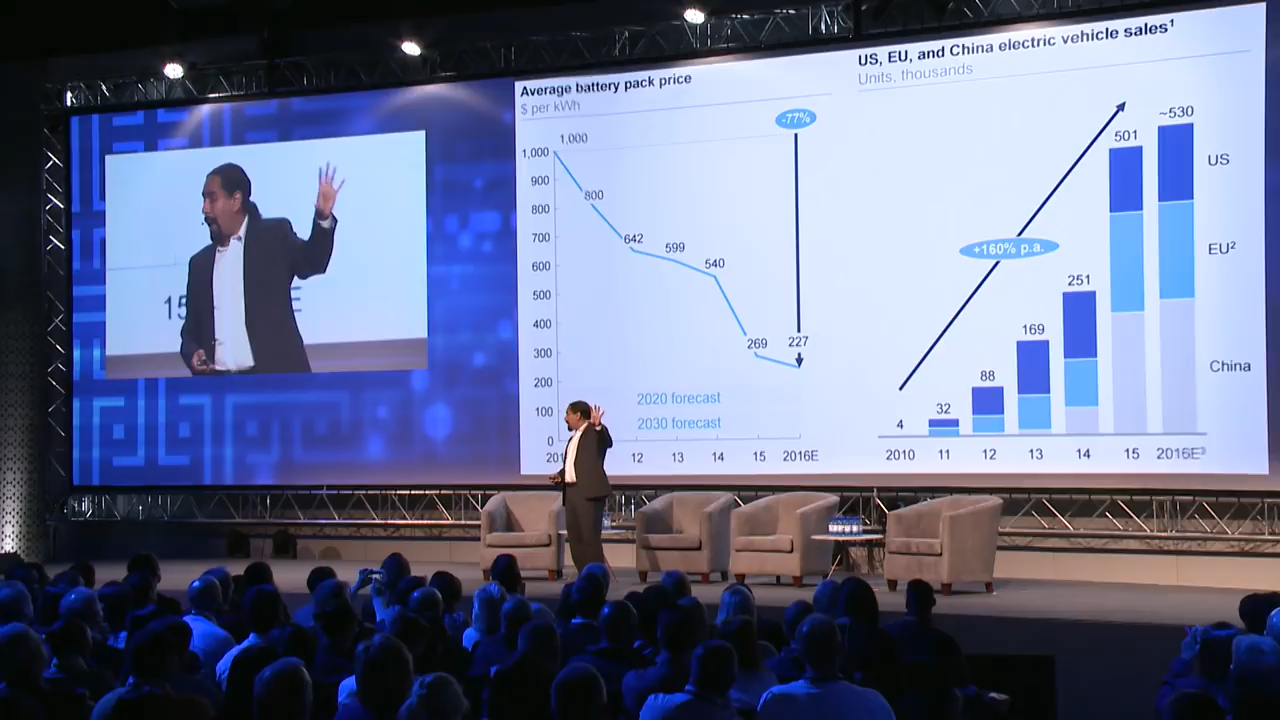 15
E
Average battery pack price
$ per kWh
-77%
1,000
1,000
900
800
800
700
642
599
600
540
500
400
300
269
227
200
100
0
2020 forecast
2030 forecast
201
12
13
14
15
2016E
US, EU, and China electric vehicle sales¹
Units, thousands
+160% p.a.
4
32
88
169
251
501
~530
US
EU²
China
2010
11
12
13
14
15
2016E³